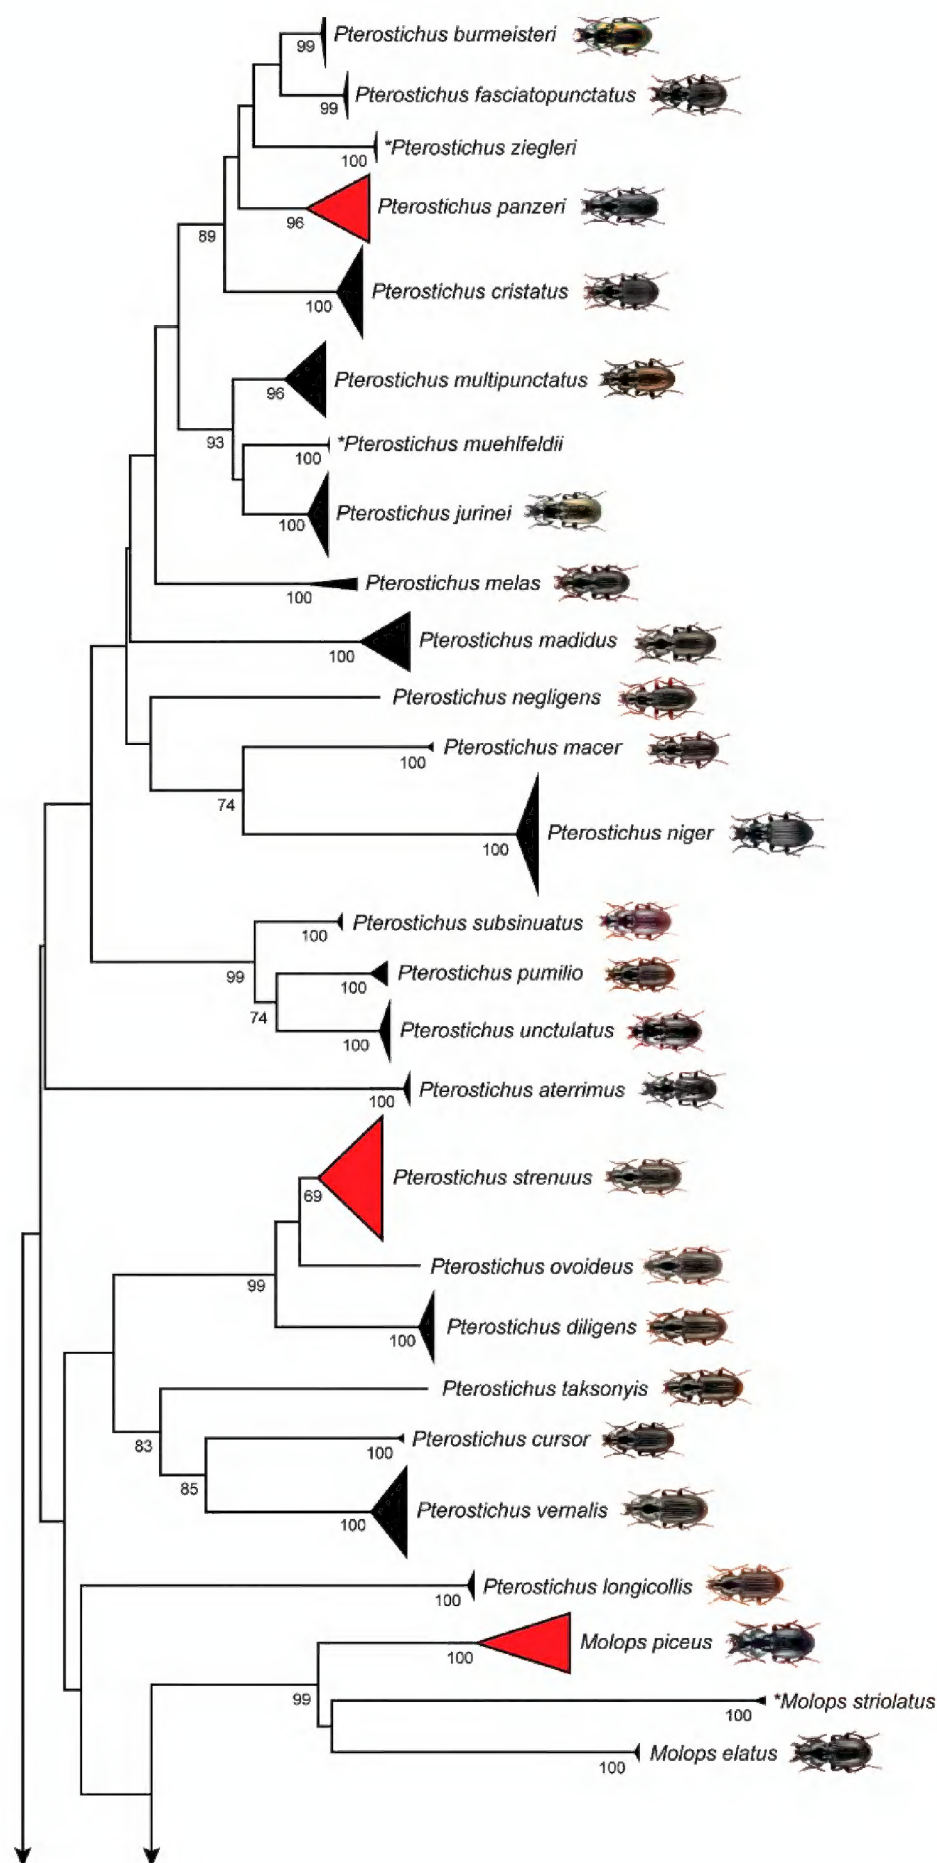 99 Pterostichus burmeisteri
99 Pterostichus fasciatopunctatus
100 *Pterostichus ziegleri
96 Pterostichus panzeri
89
100 Pterostichus cristatus
96 Pterostichus multipunctatus
93
100 *Pterostichus muehlfeldii
100 Pterostichus jurinei
100 Pterostichus melas
100 Pterostichus madidus
Pterostichus negligens
100 Pterostichus macer
74
100 Pterostichus niger
100 Pterostichus subsinuatus
99
100 Pterostichus pumilio
74
100 Pterostichus unctulatus
100 Pterostichus aterrimus
69 Pterostichus strenuus
Pterostichus ovoideus
99
100 Pterostichus diligens
Pterostichus taksonyis
83
100 Pterostichus cursor
85
100 Pterostichus vernalis
100 Pterostichus longicollis
100 Molops piceus
99
100 *Molops striolatus
100 Molops elatus